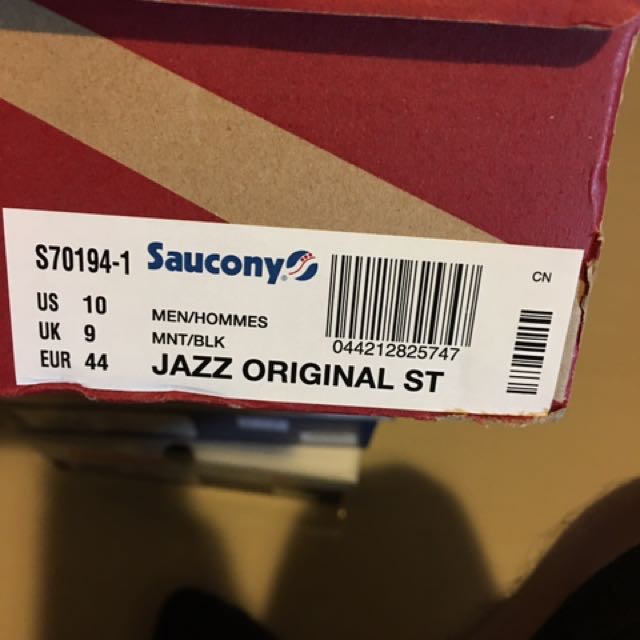 S70194-1 Saucony
US 10
UK 9
EUR 44
MEN/HOMMES
MNT/BLK
JAZZ ORIGINAL ST
044212825747
CN